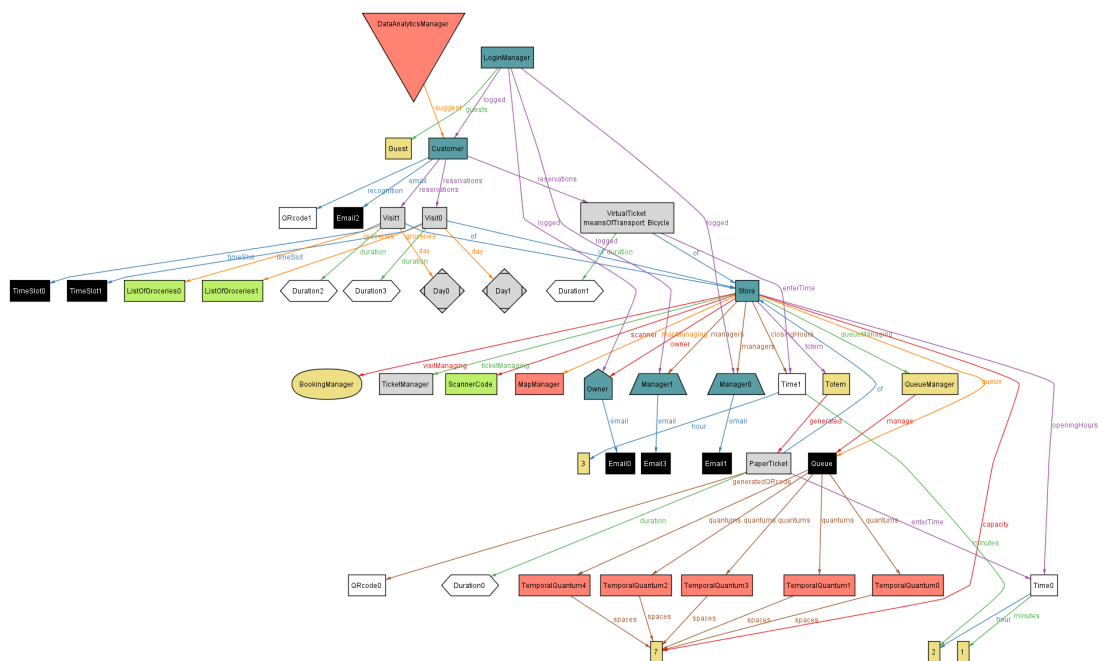 DataAnalyticsManager
LoginManager
logged
suggest
guests
Guest
Customer
recognition
email
reservations
reservations
reservations
QRcode1
Email2
Visit1
Visit0
VirtualTicket
meansOfTransport: Bicycle
logged
logged
logged
groceries
groceries
of
timeSlot
timeSlot
duration
duration
day
day
of
duration
of
enterTime
TimeSlot0
TimeSlot1
ListOfGroceries0
ListOfGroceries1
Duration2
Duration3
Day0
Day1
Duration1
Store
scanner
mapManaging
owner
managers
managers
closingHours
totem
queueManaging
visitManaging
ticketManaging
queue
BookingManager
TicketManager
ScannerCode
MapManager
Owner
Manager1
Manager0
Time1
Totem
QueueManager
of
email
email
email
hour
generated
manage
openingHours
3
Email0
Email3
Email1
PaperTicket
Queue
generatedQRcode
duration
quantums
quantums
quantums
quantums
quantums
enterTime
capacity
minutes
QRcode0
Duration0
TemporalQuantum4
TemporalQuantum2
TemporalQuantum3
TemporalQuantum1
TemporalQuantum0
Time0
spaces
spaces
spaces
spaces
spaces
hour
minutes
7
2
1